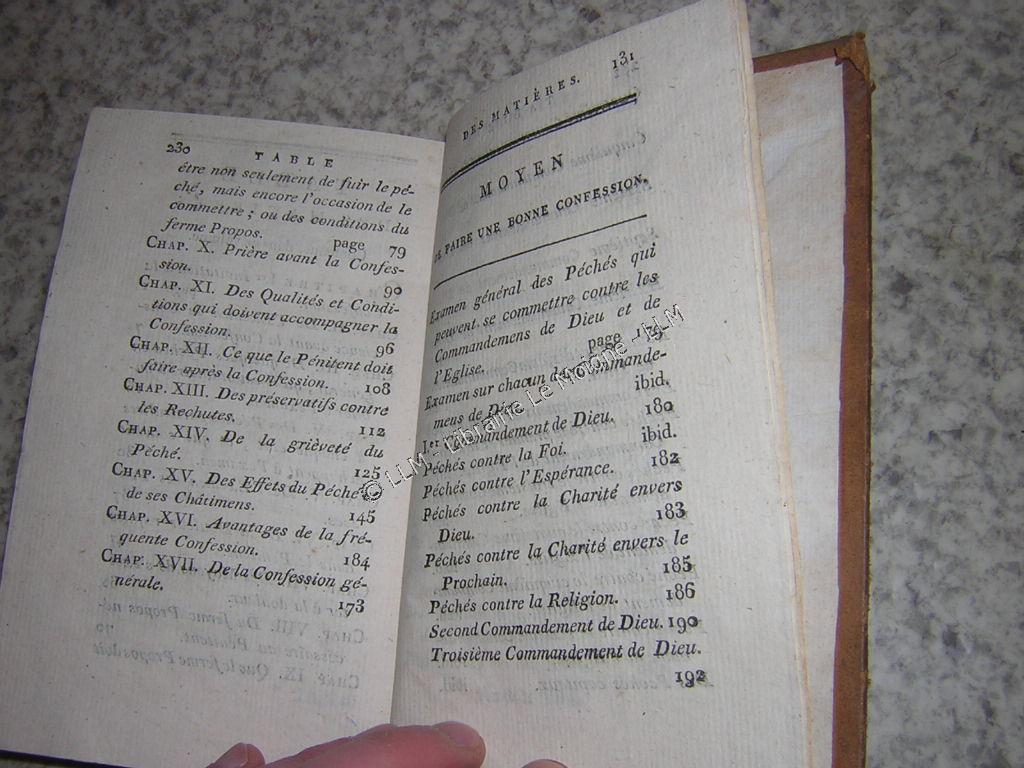 230
TABLE
être non seulement de fuir le pé-
ché, mais encore l'occasion de le
commettre ; ou des conditions du
ferme Propos. page 79
CHAP. X. Prière avant la Confes-
sion. 90
CHAP. XI. Des Qualités et Condi-
tions qui doivent accompagner la
Confession. 96
CHAP. XII. Ce que le Pénitent doit
faire après la Confession. 108
CHAP. XIII. Des préservatifs contre
les Rechutes. 112
CHAP. XIV. De la grièveté du
Péché. 125
CHAP. XV. Des Effets du Péché
de ses Châtimens. 145
CHAP. XVI. Avantages de la fré-
quente Confession. 184
CHAP. XVII. De la Confession gé-
nérale. 173
DES MATIÈRES. 131
MOYEN
FAIRE UNE BONNE CONFESSION.
Examen général des Péchés qui
peuvent se commettre contre les
Commandemens de Dieu et de
l'Eglise. page
Examen sur chacun des Commande-
mens de Dieu. ibid.
1er Commandement de Dieu. 180
Péchés contre la Foi. ibid.
Péchés contre l'Espérance. 182
Péchés contre la Charité envers
Dieu. 183
Péchés contre la Charité envers le
Prochain. 185
Péchés contre la Religion. 186
Second Commandement de Dieu. 190
Troisième Commandement de Dieu.
192
© LLM - Librairie Le Motone - LLM